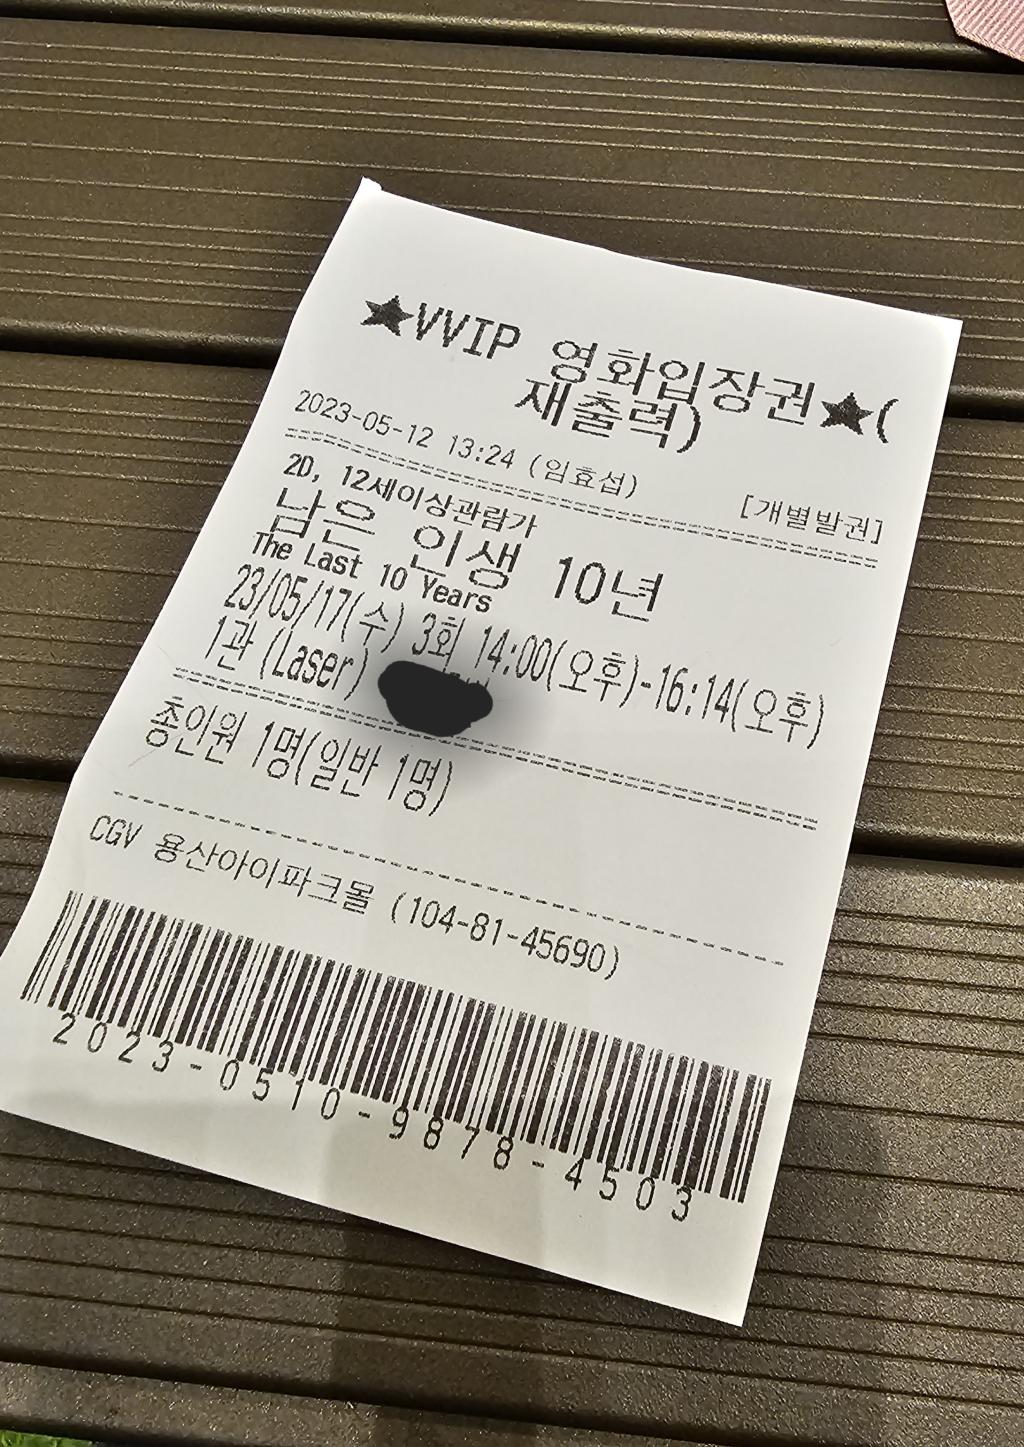 ★VVIP 영화입장권★(
재출력)
2023-05-12 13:24 (임효섭)
[개별발권]
2D, 12세이상관람가
남은 인생 10년
The Last 10 Years
23/05/17(수) 3회 14:00(오후)-16:14(오후)
1관 (Laser)
총인원 1명(일반 1명)
CGV 용산아이파크몰 (104-81-45690)
2023-0510-9878-4503